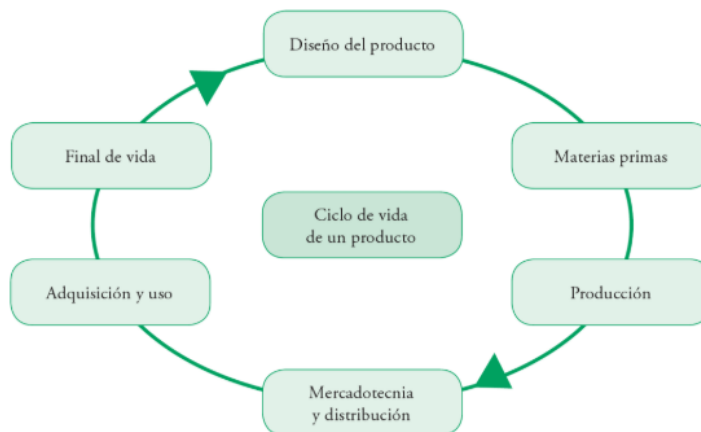 Diseño del producto
Final de vida
Materias primas
Ciclo de vida
de un producto
Adquisición y uso
Producción
Mercadotecnia
y distribución